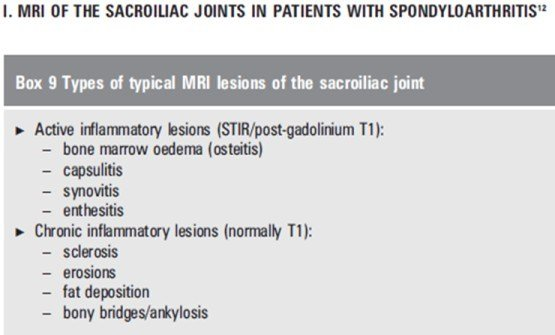 I. MRI OF THE SACROILIAC JOINTS IN PATIENTS WITH SPONDYLOARTHRITIS¹²
Box 9 Types of typical MRI lesions of the sacroiliac joint
► Active inflammatory lesions (STIR/post-gadolinium T1):
– bone marrow oedema (osteitis)
– capsulitis
– synovitis
– enthesitis
► Chronic inflammatory lesions (normally T1):
– sclerosis
– erosions
– fat deposition
– bony bridges/ankylosis